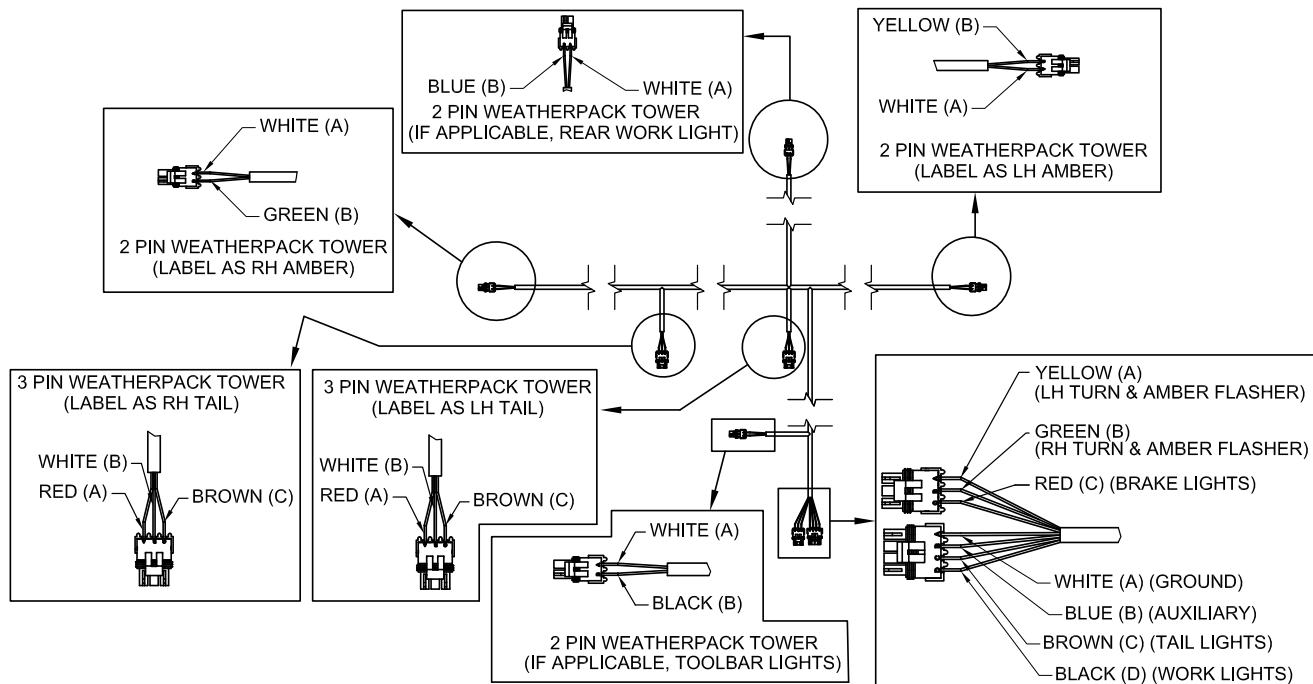 BLUE (B)
WHITE (A)
2 PIN WEATHERPACK TOWER
(IF APPLICABLE, REAR WORK LIGHT)
YELLOW (B)
WHITE (A)
2 PIN WEATHERPACK TOWER
(LABEL AS LH AMBER)
WHITE (A)
GREEN (B)
2 PIN WEATHERPACK TOWER
(LABEL AS RH AMBER)
3 PIN WEATHERPACK TOWER
(LABEL AS RH TAIL)
WHITE (B)
RED (A)
BROWN (C)
3 PIN WEATHERPACK TOWER
(LABEL AS LH TAIL)
WHITE (B)
RED (A)
BROWN (C)
WHITE (A)
BLACK (B)
2 PIN WEATHERPACK TOWER
(IF APPLICABLE, TOOLBAR LIGHTS)
YELLOW (A)
(LH TURN & AMBER FLASHER)
GREEN (B)
(RH TURN & AMBER FLASHER)
RED (C) (BRAKE LIGHTS)
WHITE (A) (GROUND)
BLUE (B) (AUXILIARY)
BROWN (C) (TAIL LIGHTS)
BLACK (D) (WORK LIGHTS)